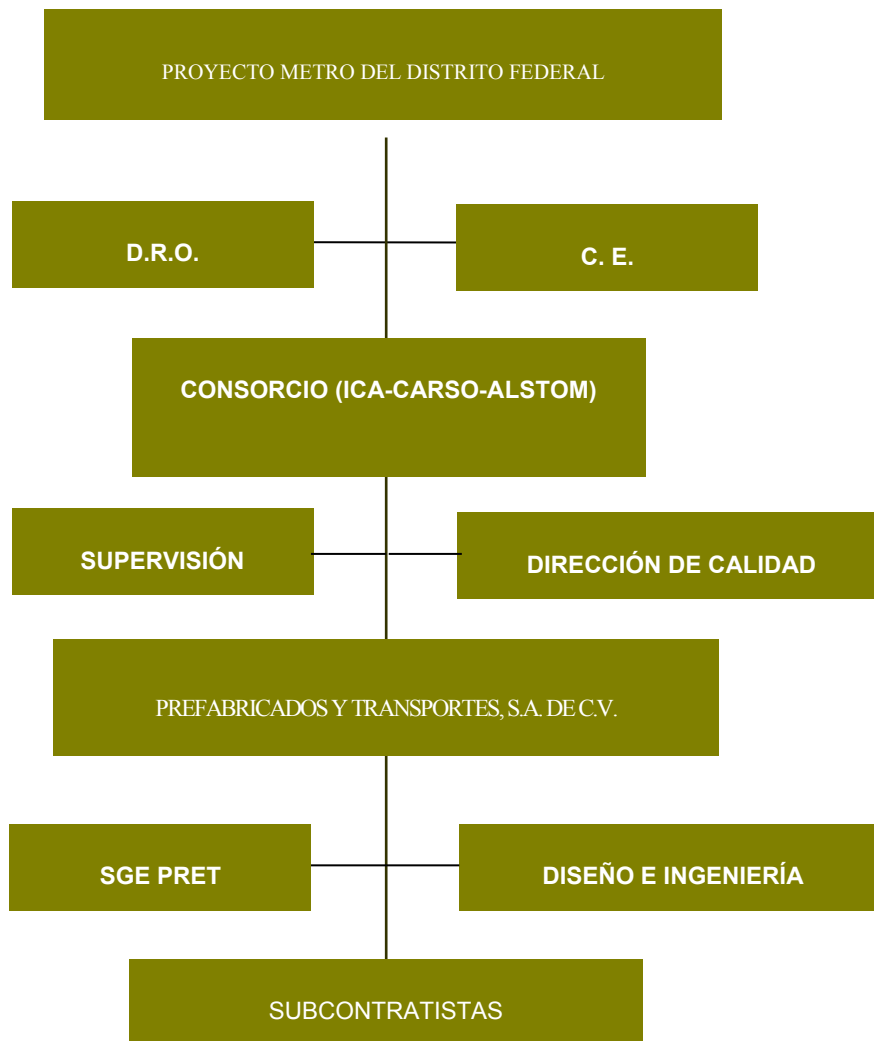 PROYECTO METRO DEL DISTRITO FEDERAL
D.R.O.
C. E.
CONSORCIO (ICA-CARSO-ALSTOM)
SUPERVISIÓN
DIRECCIÓN DE CALIDAD
PREFABRICADOS Y TRANSPORTES, S.A. DE C.V.
SGE PRET
DISEÑO E INGENIERÍA
SUBCONTRATISTAS